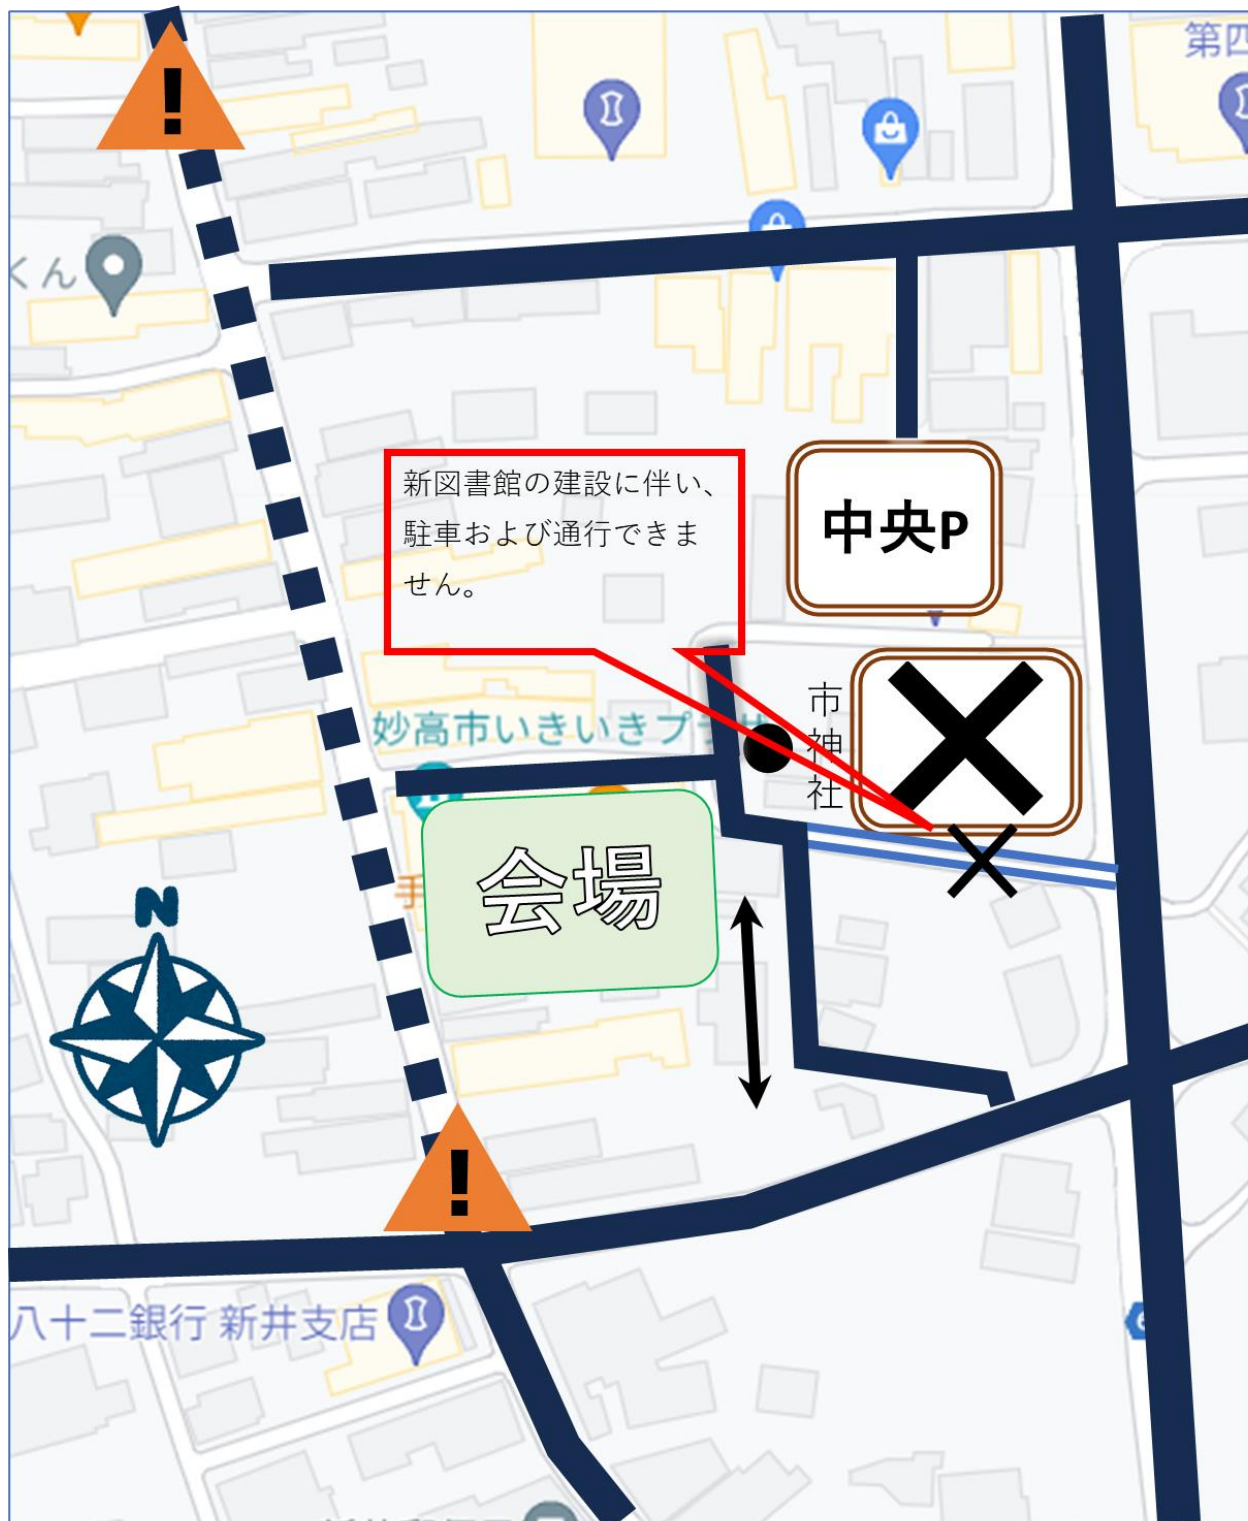 第四
!
くん
新図書館の建設に伴い、
駐車および通行できま
せん。
中央P
市神社
妙高市いきいきプラ
会場
手
N
!
八十二銀行 新井支店